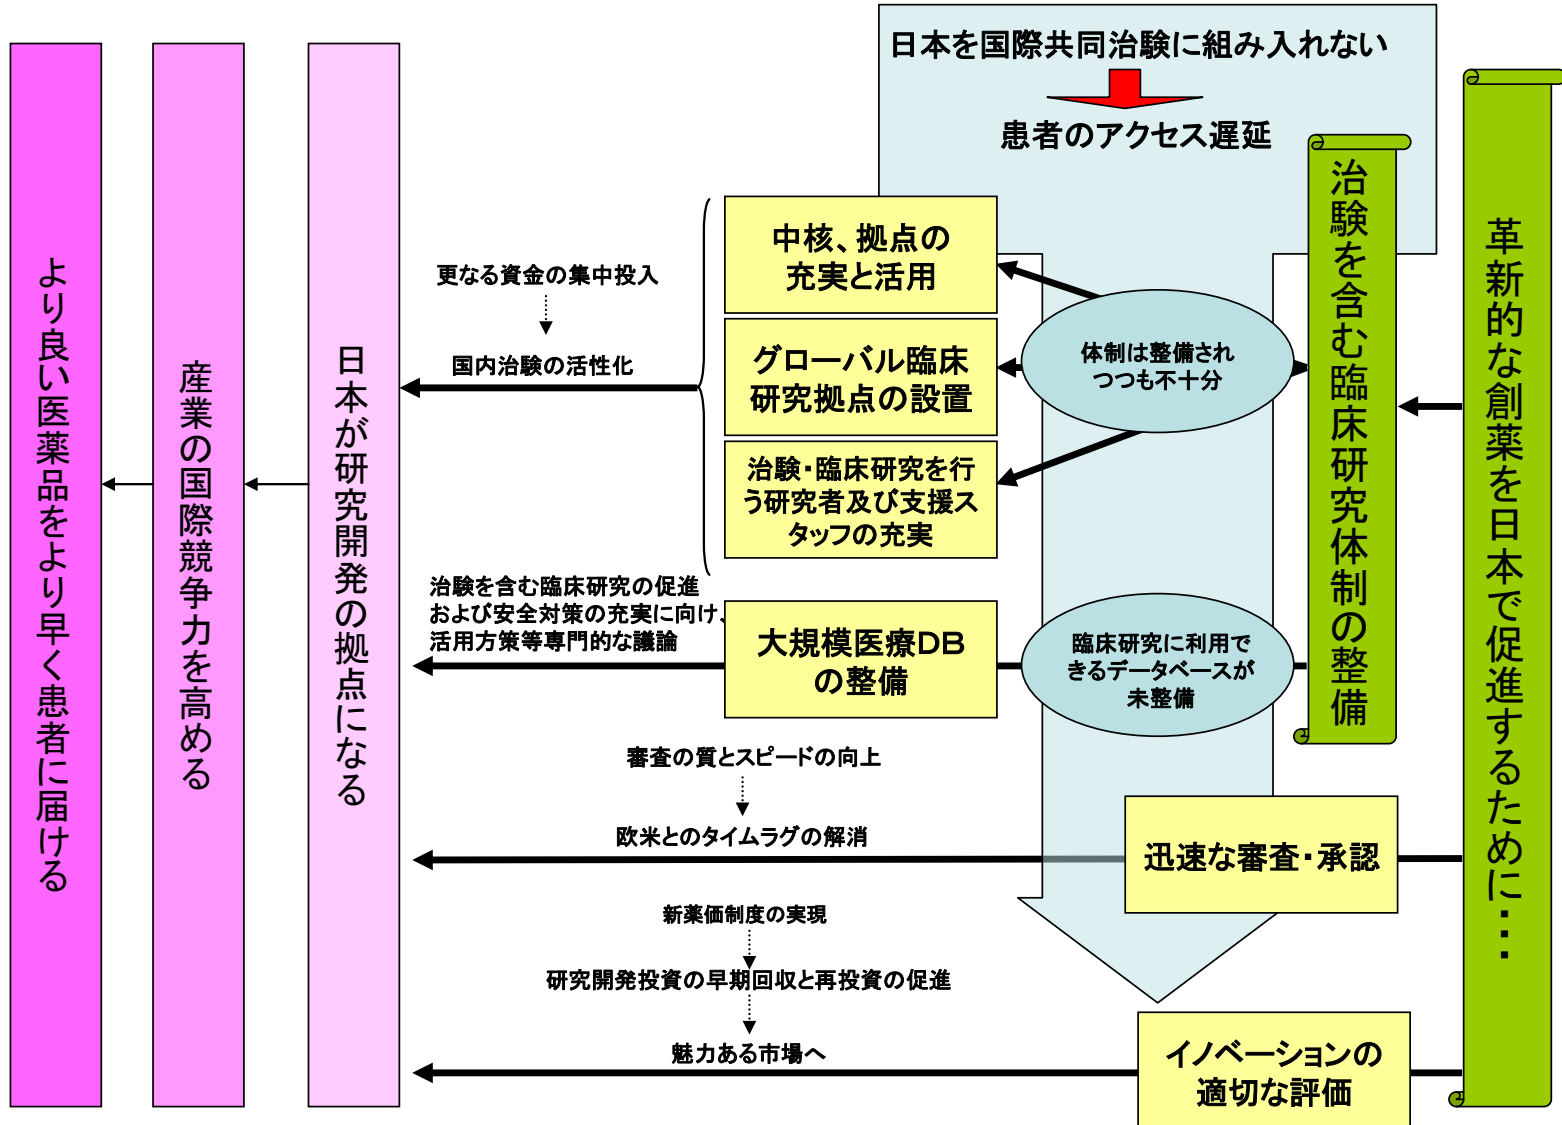 日本を国際共同治験に組み入れない
患者のアクセス遅延
革新的な創薬を日本で促進するために・・・
治験を含む臨床研究体制の整備
体制は整備され
つつも不十分
中核、拠点の
充実と活用
グローバル臨床
研究拠点の設置
治験・臨床研究を行
う研究者及び支援ス
タッフの充実
更なる資金の集中投入
国内治験の活性化
臨床研究に利用で
きるデータベースが
未整備
大規模医療DB
の整備
治験を含む臨床研究の促進
および安全対策の充実に向け、
活用方策等専門的な議論
迅速な審査・承認
審査の質とスピードの向上
欧米とのタイムラグの解消
イノベーションの
適切な評価
新薬価制度の実現
研究開発投資の早期回収と再投資の促進
魅力ある市場へ
日本が研究開発の拠点になる
産業の国際競争力を高める
より良い医薬品をより早く患者に届ける